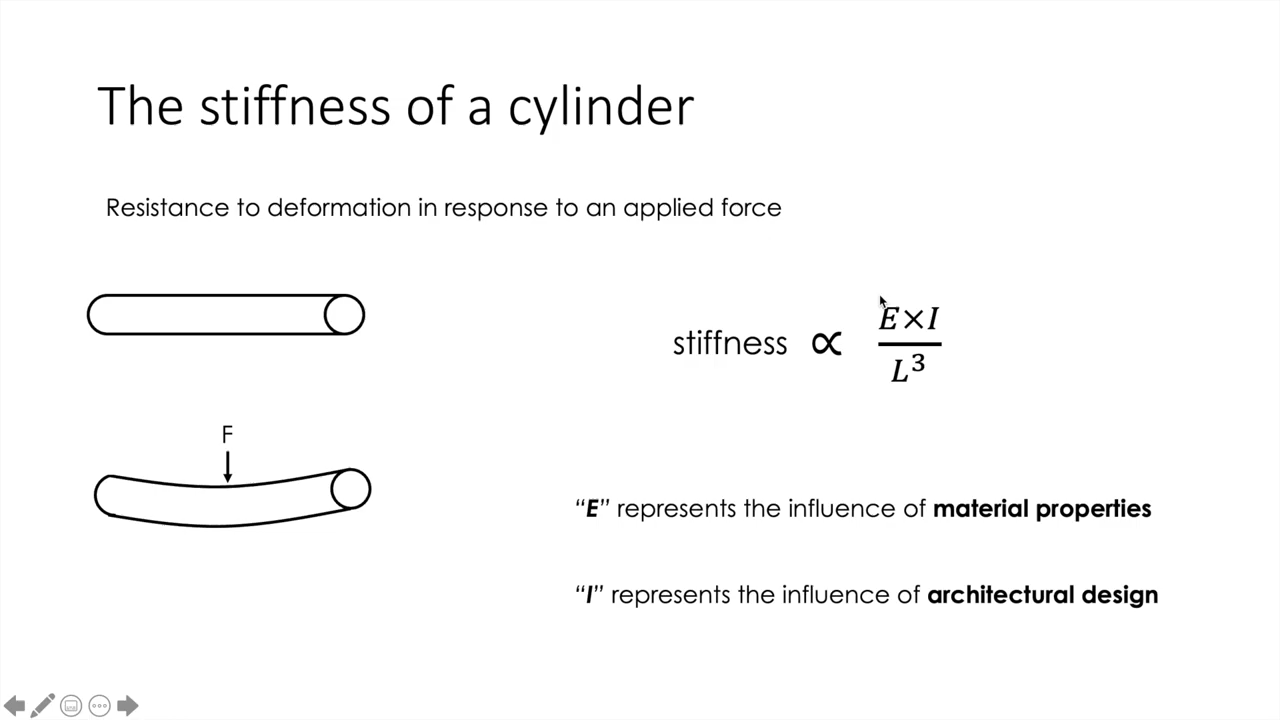 The stiffness of a cylinder
Resistance to deformation in response to an applied force
stiffness ∝ E×I / L³
F
“E” represents the influence of material properties
“I” represents the influence of architectural design